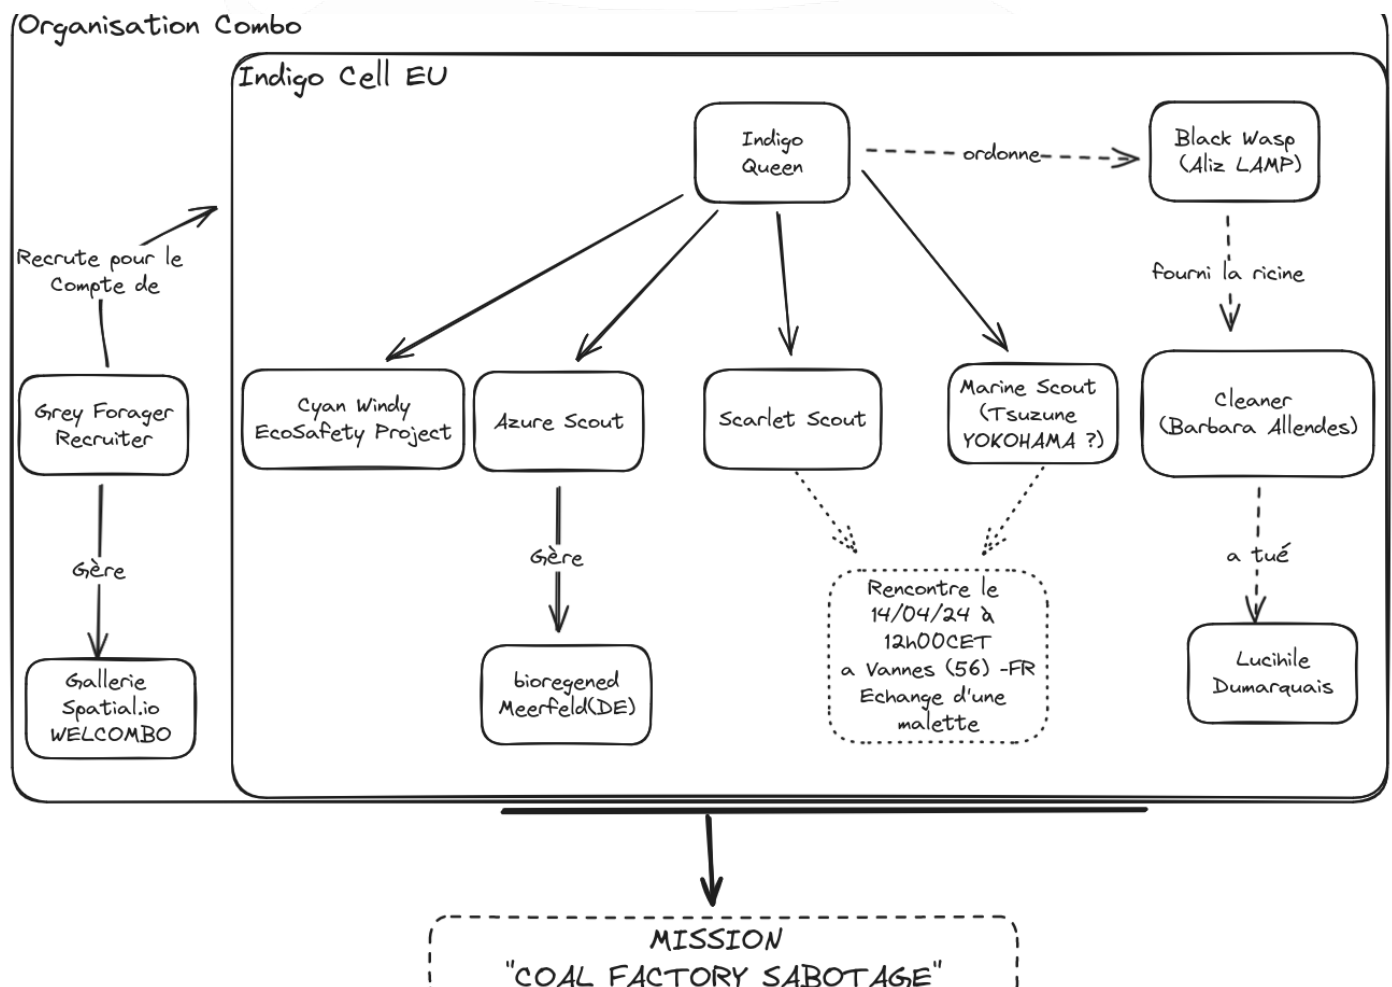 Organisation Combo
Indigo Cell EU
Indigo
Queen
ordonne
Black Wasp
(Aliz LAMP)
Recrute pour le
Compte de
fourni la ricine
Grey Forager
Recruiter
Cyan Windy
EcoSafety Project
Azure Scout
Scarlet Scout
Marine Scout
(Tsuzune
YOKOHAMA ?)
Cleaner
(Barbara Allendes)
Gère
Gère
a tué
Gallerie
Spatial.io
WELCOMBO
bioregened
Meerfeld(DE)
Rencontre le
14/04/24 à
12h00CET
a Vannes (56) -FR
Echange d'une
malette
Lucihile
Dumarquais
MISSION
"COAL FACTORY SABOTAGE"